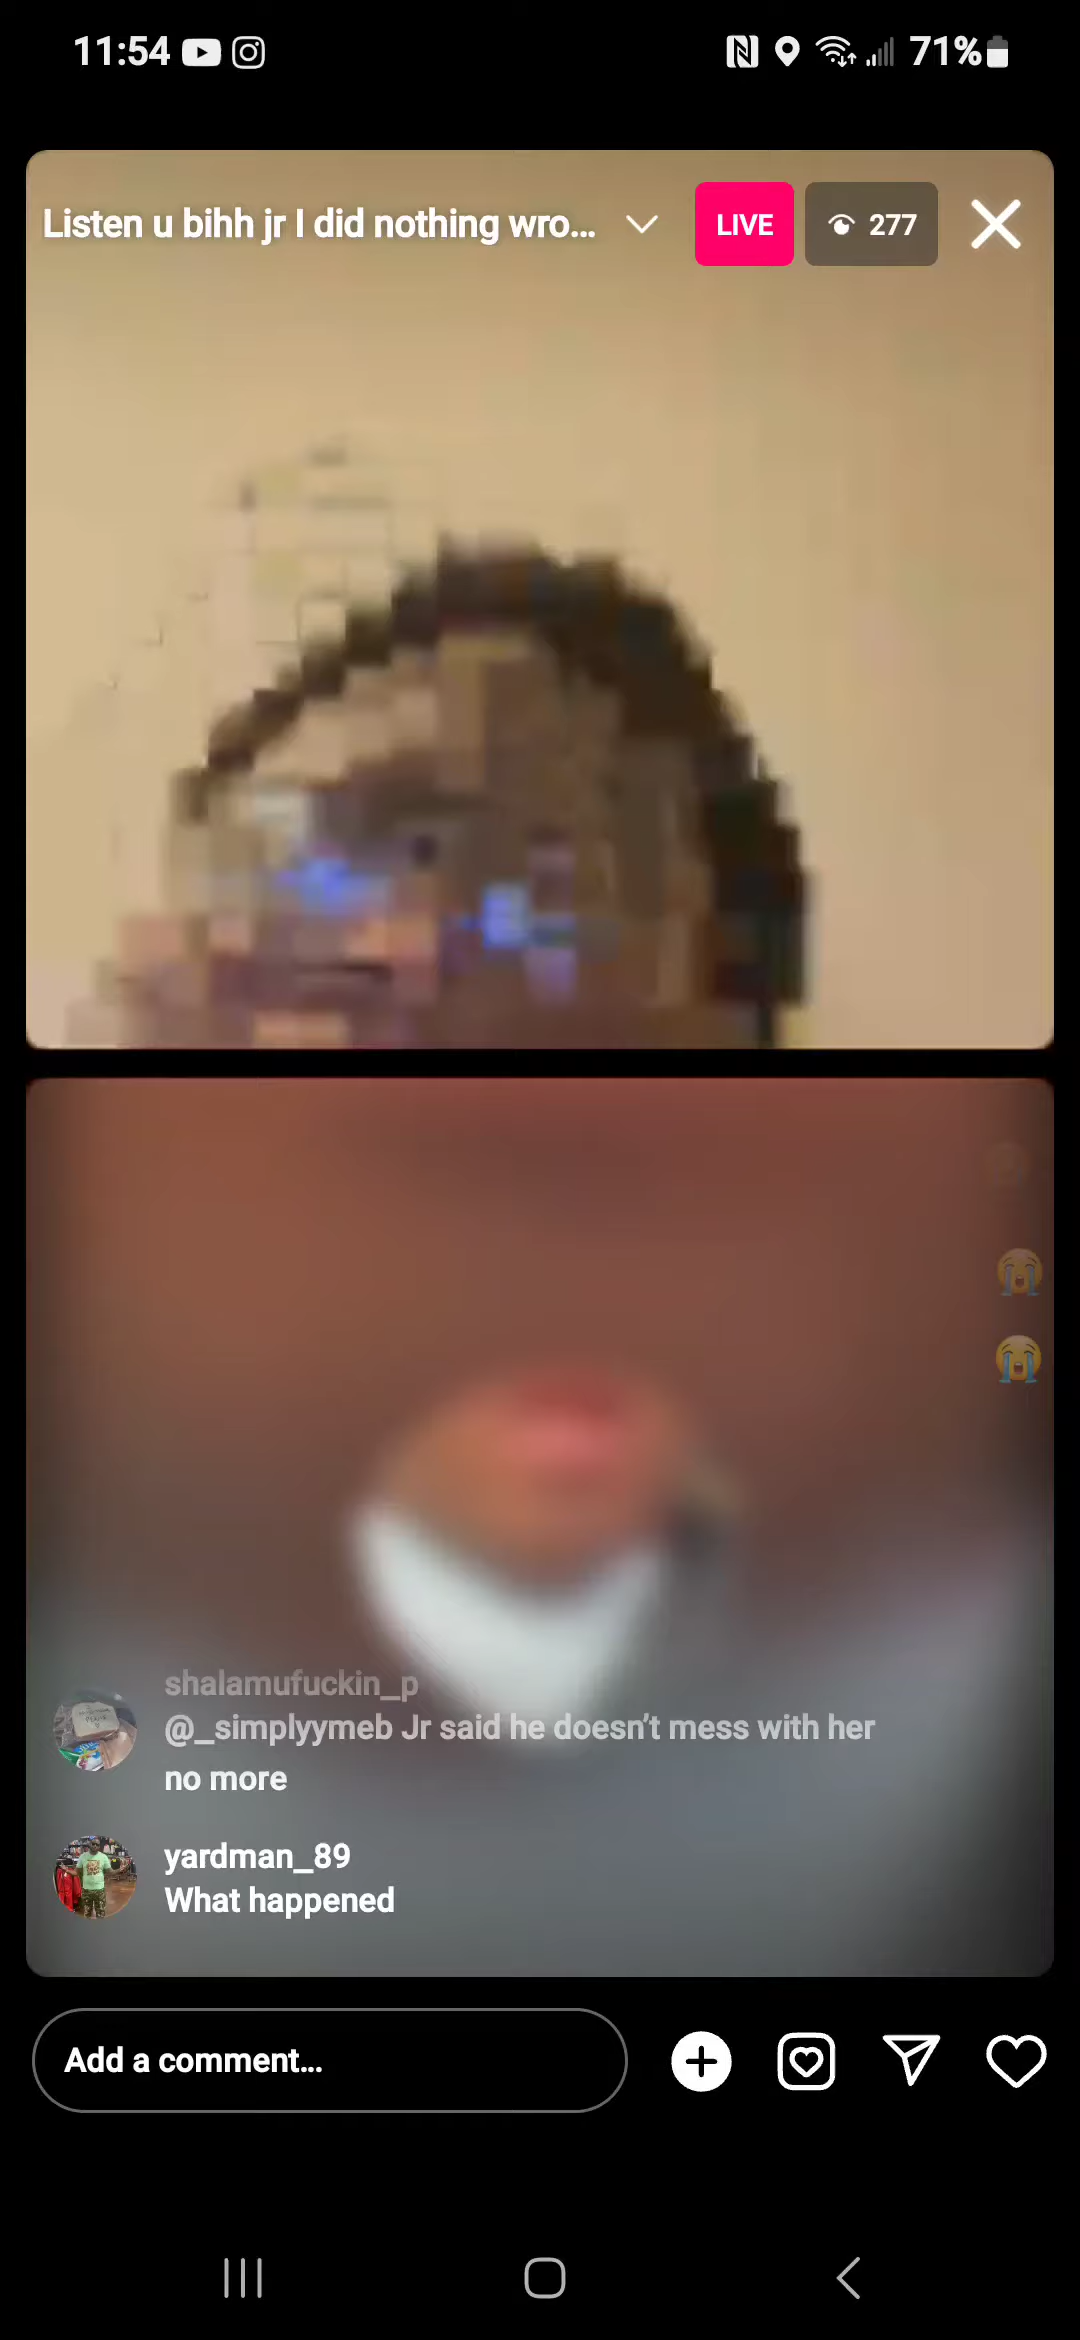 11:54 71%
Listen u bihh jr I did nothing wro... LIVE 277
shalamufuckin_p
@_simplyymeb Jr said he doesn't mess with her
no more
yardman_89
What happened
Add a comment...